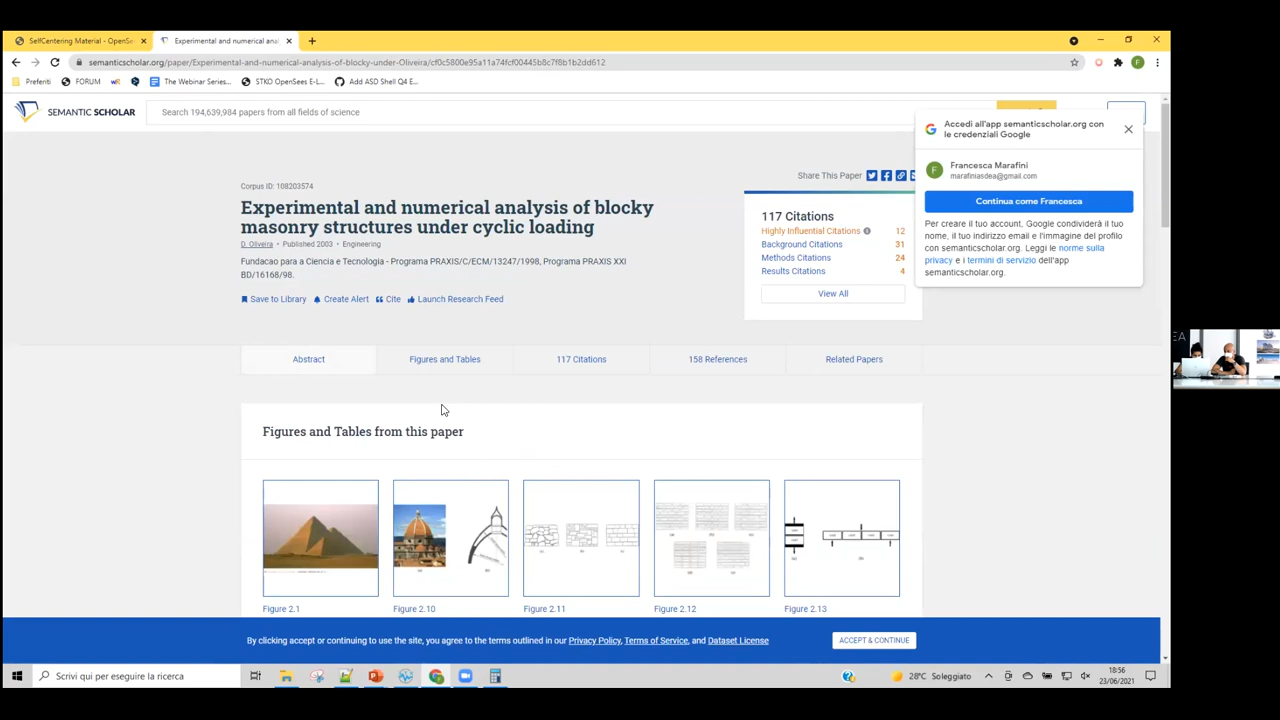 SelfCentering Material - OpenSe
Experimental and numerical anal
semanticscholar.org/paper/Experimental-and-numerical-analysis-of-blocky-under-Oliveira/cf0c5800e95a11a74fcf00445b8c7f8b1b2dd612
F
Preferiti
FORUM
wR
The Webinar Series...
STKO OpenSees E-L...
Add ASD Shell Q4 E...
SEMANTIC SCHOLAR
Search 194,639,984 papers from all fields of science
Accedi all'app semanticscholar.org con
le credenziali Google
F
Francesca Marafini
marafiniasdea@gmail.com
Continua come Francesca
Per creare il tuo account, Google condividerà il tuo
nome, il tuo indirizzo email e l'immagine del profilo
con semanticscholar.org. Leggi le norme sulla
privacy e i termini di servizio dell'app
semanticscholar.org.
Share This Paper
Corpus ID: 108203574
Experimental and numerical analysis of blocky
masonry structures under cyclic loading
D. Oliveira • Published 2003 • Engineering
Fundacao para a Ciencia e Tecnologia - Programa PRAXIS/C/ECM/13247/1998, Programa PRAXIS XXI
BD/16168/98.
Save to Library
Create Alert
Cite
Launch Research Feed
117 Citations
Highly Influential Citations 12
Background Citations 31
Methods Citations 24
Results Citations 4
View All
Abstract
Figures and Tables
117 Citations
158 References
Related Papers
Figures and Tables from this paper
Figure 2.1
Figure 2.10
Figure 2.11
Figure 2.12
Figure 2.13
By clicking accept or continuing to use the site, you agree to the terms outlined in our Privacy Policy, Terms of Service, and Dataset License
ACCEPT & CONTINUE
Scrivi qui per eseguire la ricerca
28°C Soleggiato
18:56
23/06/2021